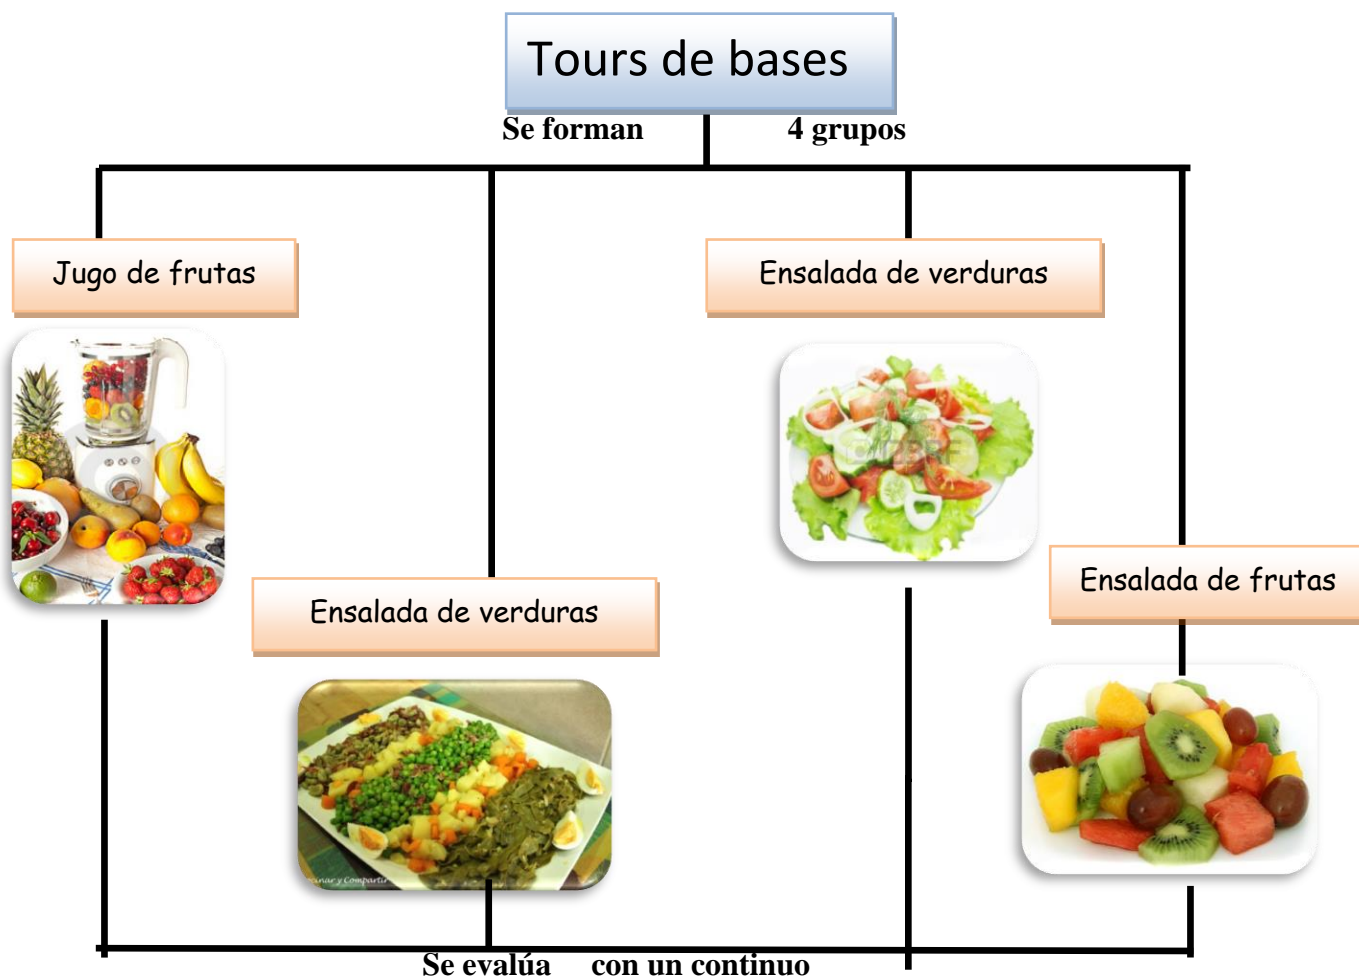 Tours de bases
Se forman 4 grupos
Jugo de frutas
Ensalada de verduras
Ensalada de frutas
Ensalada de verduras
Se evalúa con un continuo